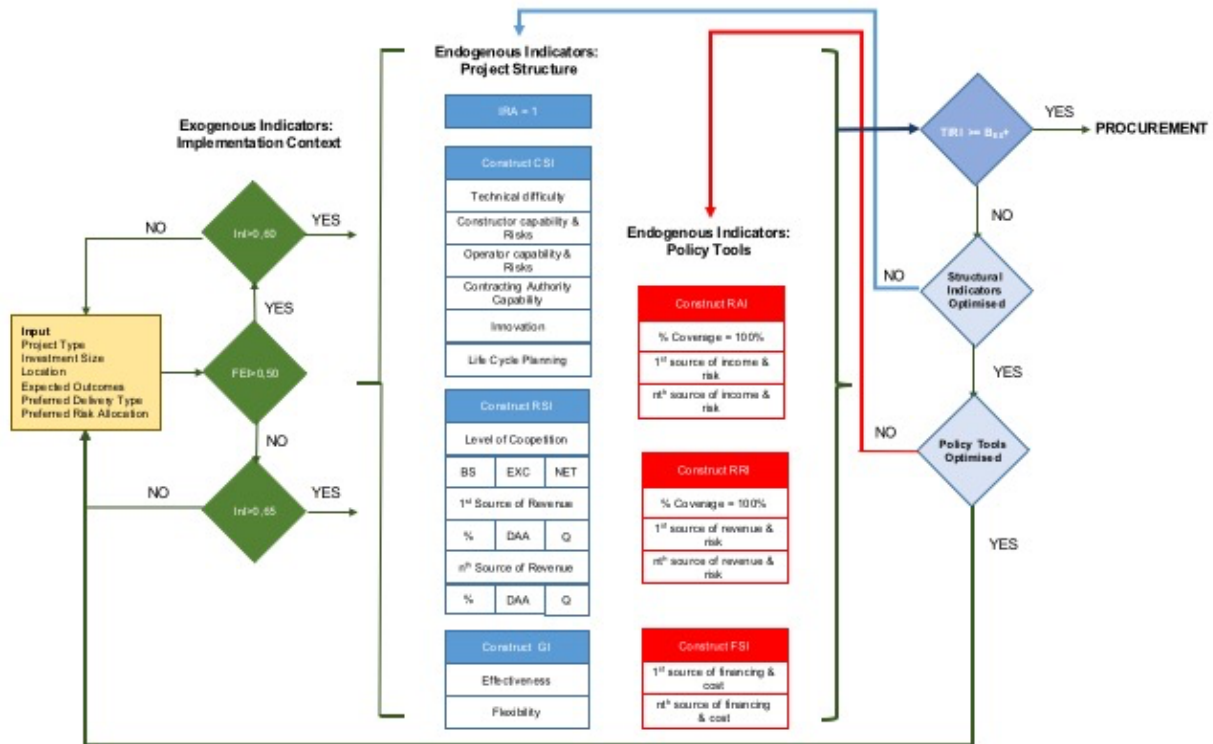 Exogenous Indicators:
Implementation Context
NO
InI>0,60
YES
YES
Input
Project Type
Investment Size
Location
Expected Outcomes
Preferred Delivery Type
Preferred Risk Allocation
FEI>0,50
NO
NO
InI>0,65
YES
Endogenous Indicators:
Project Structure
IRA = 1
Construct CSI
Technical difficulty
Constructor capability &
Risks
Operator capability &
Risks
Contracting Authority
Capability
Innovation
Life Cycle Planning
Construct RSI
Level of Coopetition
BS EXC NET
1st Source of Revenue
% DAA Q
nth Source of Revenue
% DAA Q
Construct GI
Effectiveness
Flexibility
Endogenous Indicators:
Policy Tools
Construct RAI
% Coverage = 100%
1st source of income &
risk
nth source of income &
risk
Construct RRI
% Coverage = 100%
1st source of revenue &
risk
nth source of revenue &
risk
Construct FSI
1st source of financing &
cost
nth source of financing
& cost
TIRI >=
YES
PROCUREMENT
NO
NO
Structural
Indicators
Optimised
YES
NO
Policy Tools
Optimised
YES